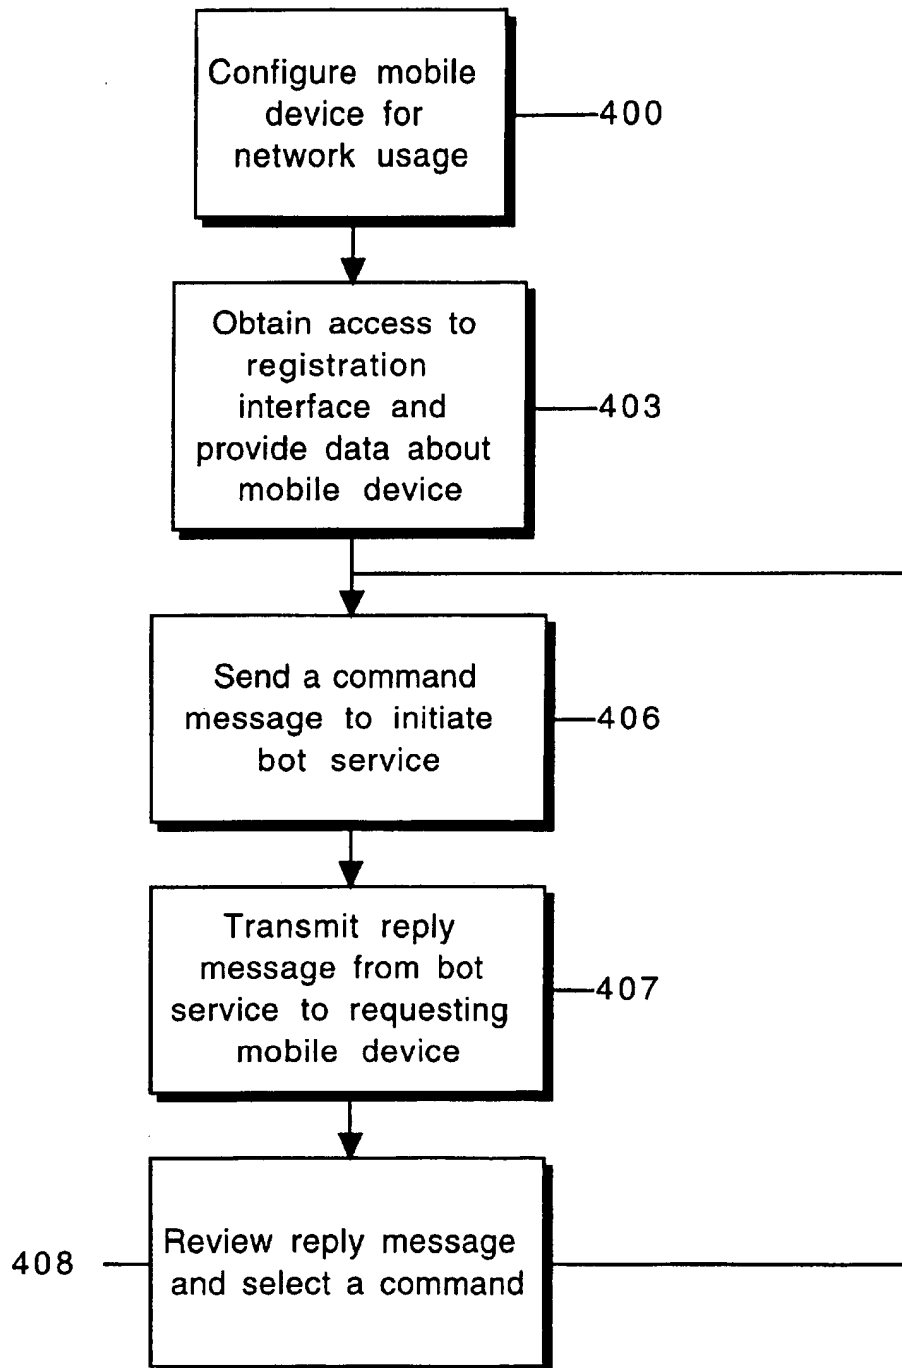 Configure mobile
device for
network usage
400
Obtain access to
registration
interface and
provide data about
mobile device
403
Send a command
message to initiate
bot service
406
Transmit reply
message from bot
service to requesting
mobile device
407
Review reply message
and select a command
408